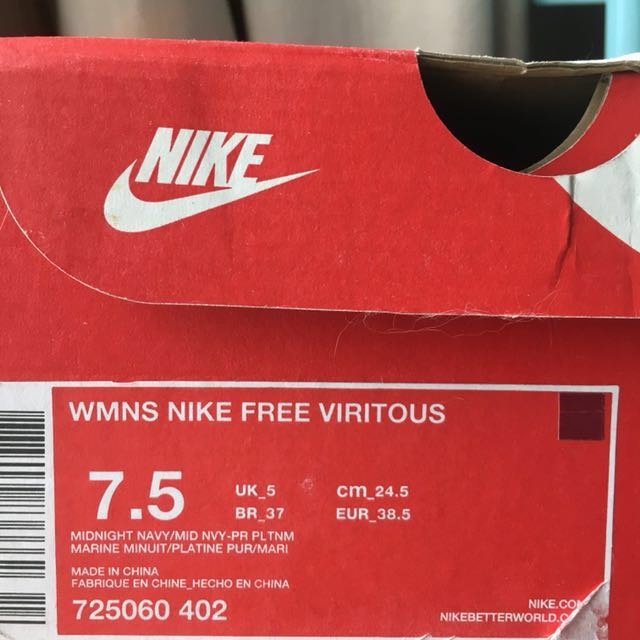 NIKE
WMNS NIKE FREE VIRITOUS
7.5
UK_5 cm_24.5
BR_37 EUR_38.5
MIDNIGHT NAVY/MID NVY-PR PLTNM
MARINE MINUIT/PLATINE PUR/MARI
MADE IN CHINA
FABRIQUE EN CHINE_HECHO EN CHINA
725060 402
NIKE.COM